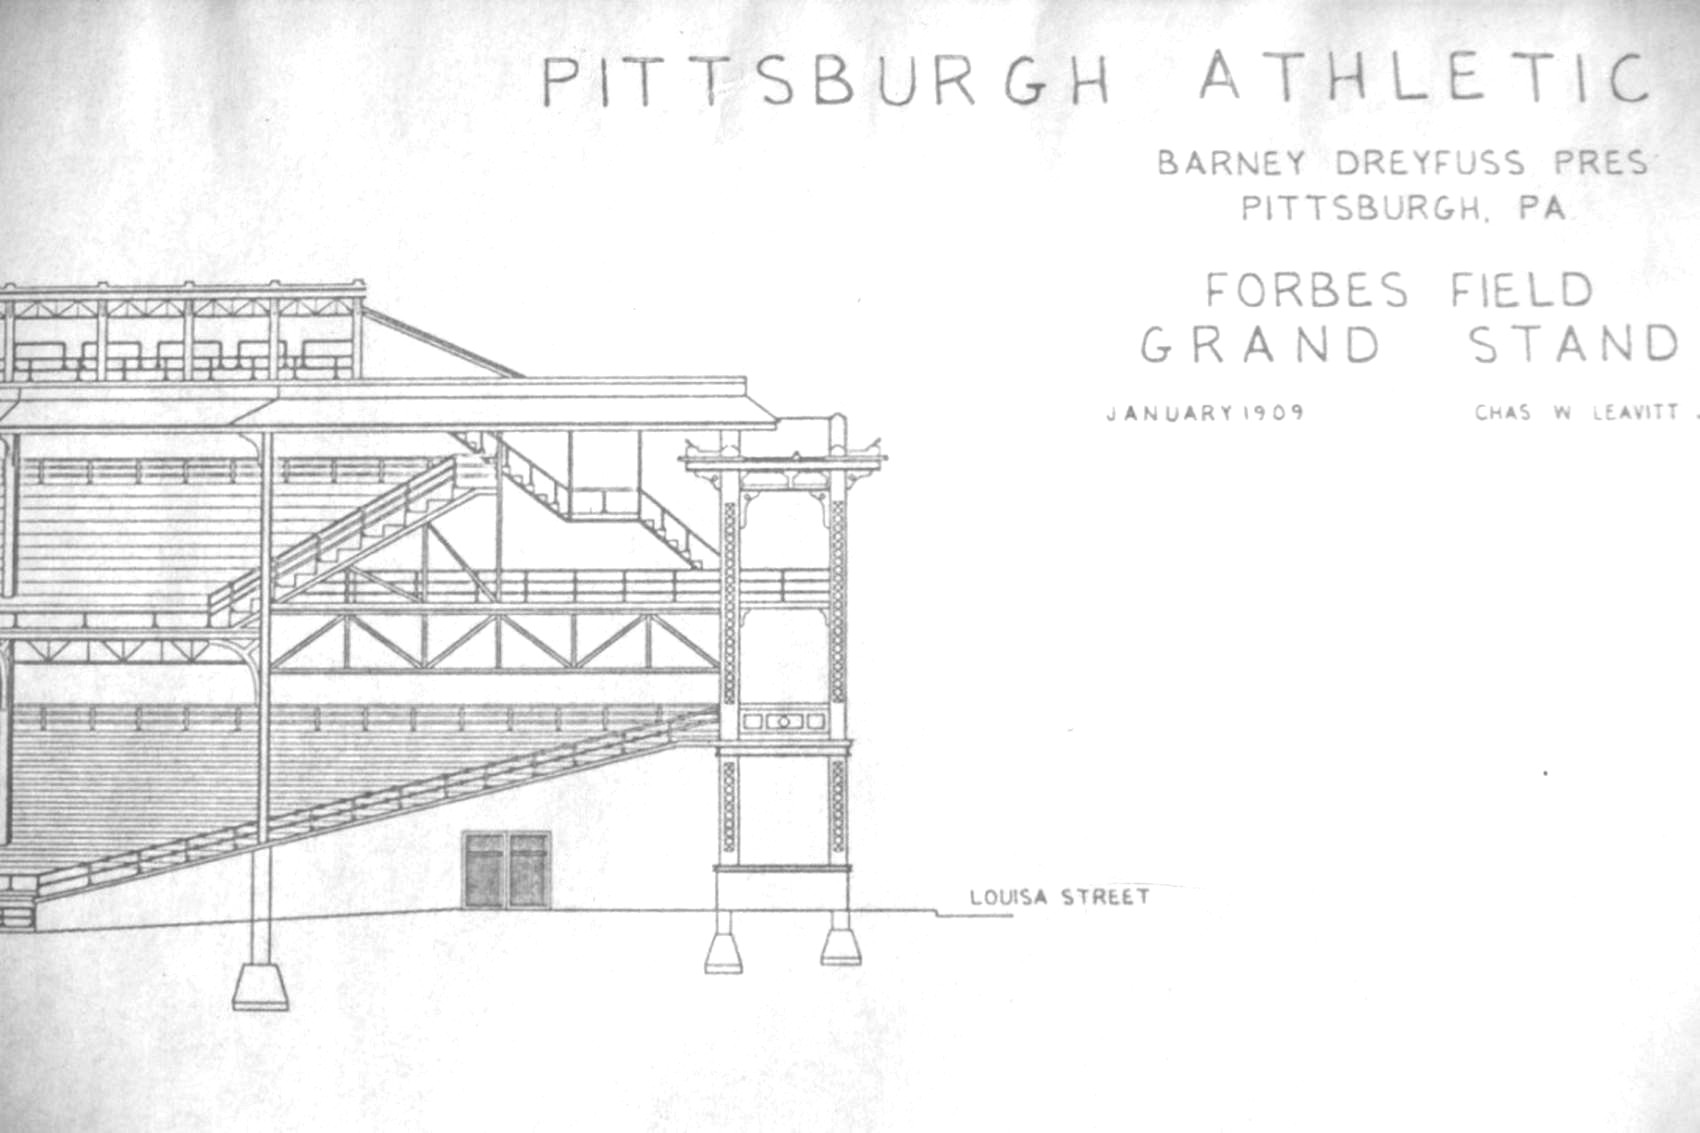 PITTSBURGH ATHLETIC
BARNEY DREYFUSS PRES
PITTSBURGH, PA
FORBES FIELD
GRAND STAND
JANUARY 1909 CHAS W LEAVITT
LOUISA STREET